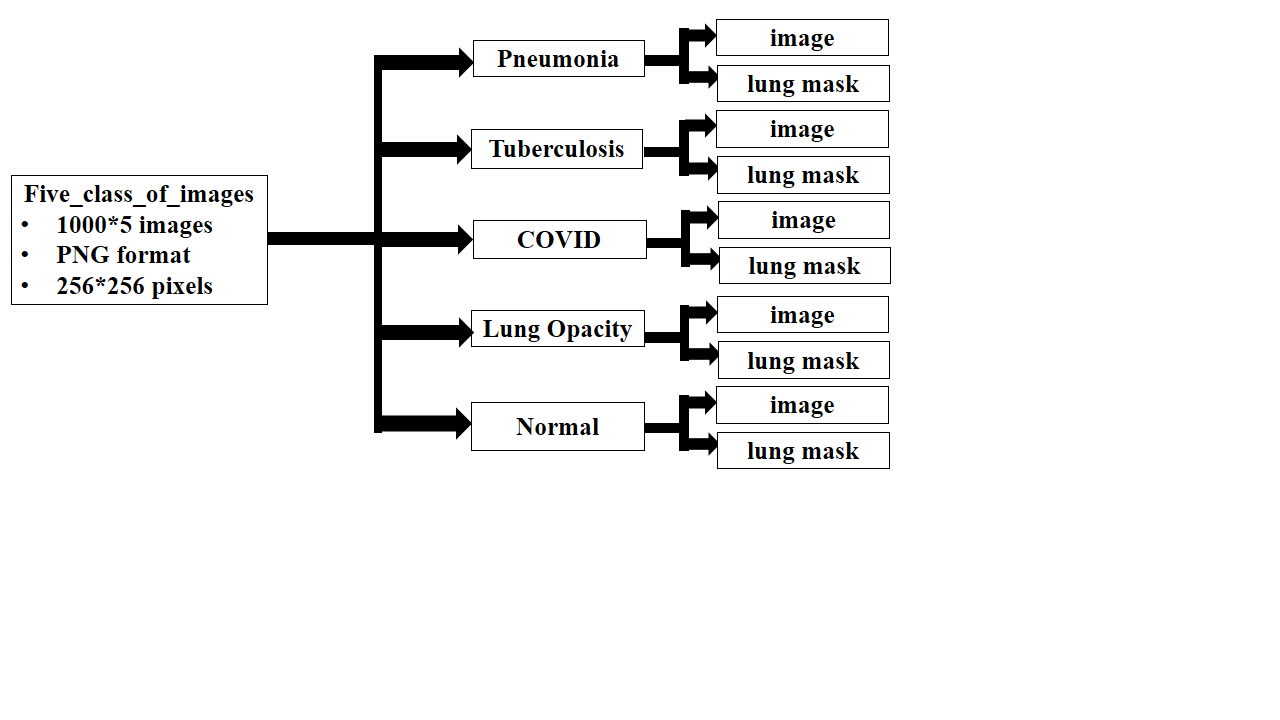 Five_class_of_images
• 1000*5 images
• PNG format
• 256*256 pixels
Pneumonia
image
lung mask
Tuberculosis
image
lung mask
COVID
image
lung mask
Lung Opacity
image
lung mask
Normal
image
lung mask